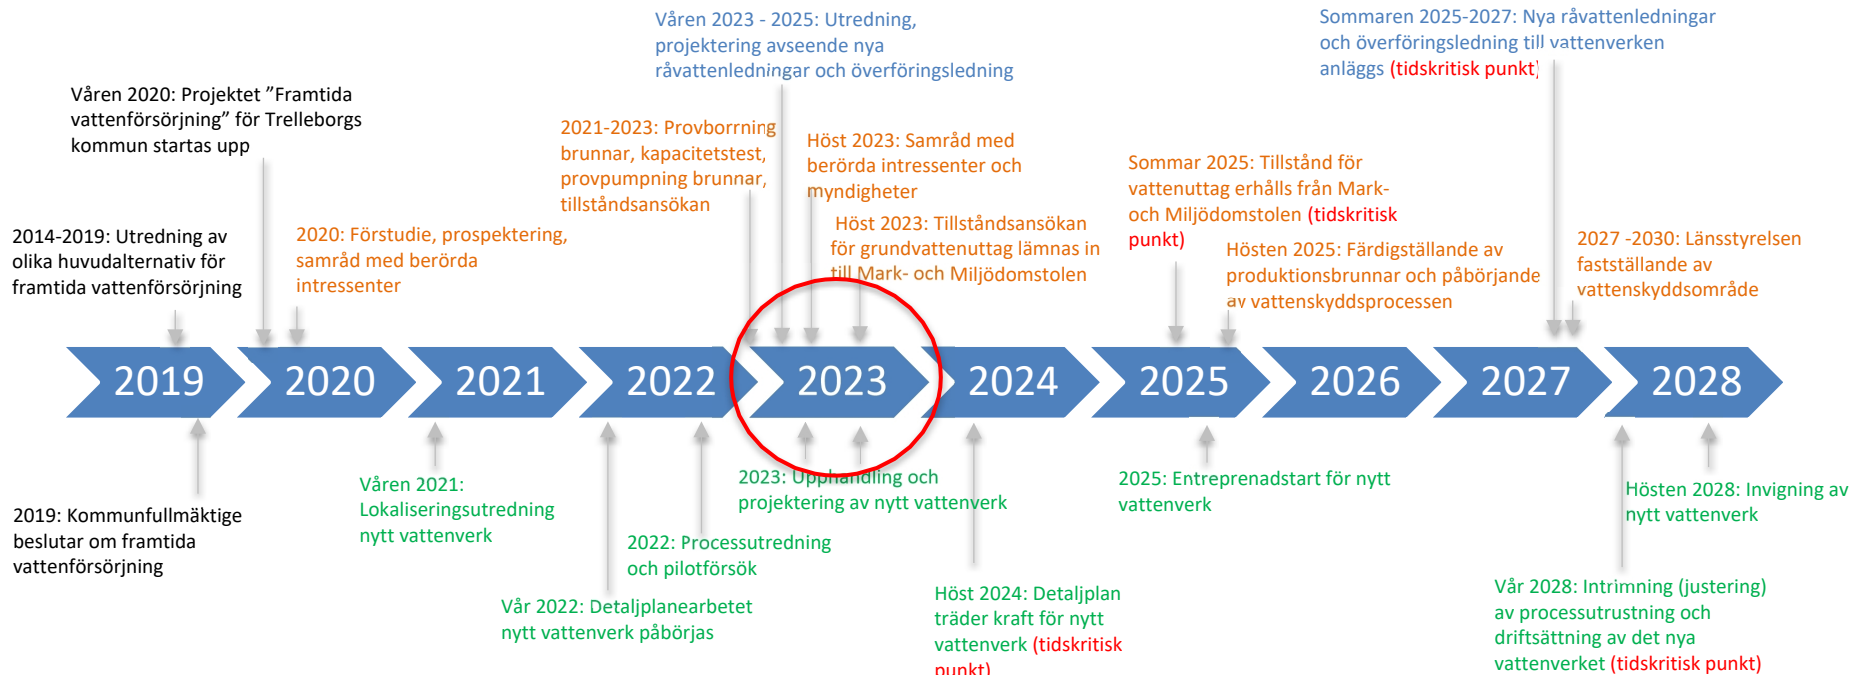 Våren 2023 - 2025: Utredning,
projektering avseende nya
råvattenledningar och överföringsledning
Sommaren 2025-2027: Nya råvattenledningar
och överföringsledning till vattenverken
anläggs (tidskritisk punkt)
Våren 2020: Projektet ”Framtida
vattenförsörjning” för Trelleborgs
kommun startas upp
2021-2023: Provborrning
brunnar, kapacitetstest,
provpumpning brunnar,
tillståndsansökan
Höst 2023: Samråd med
berörda intressenter och
myndigheter
Sommar 2025: Tillstånd för
vattenuttag erhålls från Mark-
och Miljödomstolen (tidskritisk
punkt)
2014-2019: Utredning av
olika huvudalternativ för
framtida vattenförsörjning
2020: Förstudie, prospektering,
samråd med berörda
intressenter
Höst 2023: Tillståndsansökan
för grundvattenuttag lämnas in
till Mark- och Miljödomstolen
Hösten 2025: Färdigställande av
produktionsbrunnar och påbörjande
av vattenskyddsprocessen
2027 -2030: Länsstyrelsen
fastställande av
vattenskyddsområde
2019 2020 2021 2022 2023 2024 2025 2026 2027 2028
2019: Kommunfullmäktige
beslutar om framtida
vattenförsörjning
Våren 2021:
Lokaliseringsutredning
nytt vattenverk
Vår 2022: Detaljplanearbetet
nytt vattenverk påbörjas
2022: Processutredning
och pilotförsök
2023: Upphandling och
projektering av nytt vattenverk
Höst 2024: Detaljplan
träder kraft för nytt
vattenverk (tidskritisk
punkt)
2025: Entreprenadstart för nytt
vattenverk
Vår 2028: Intrimning (justering)
av processutrustning och
driftsättning av det nya
vattenverket (tidskritisk punkt)
Hösten 2028: Invigning av
nytt vattenverk